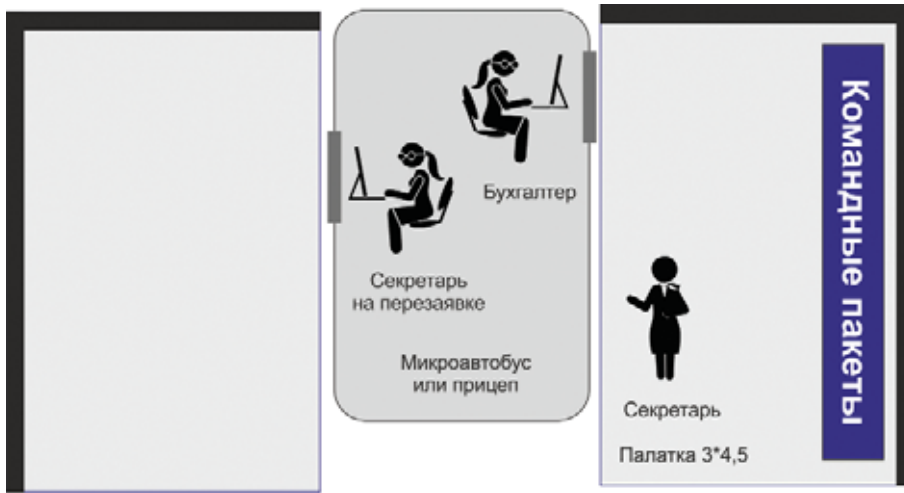 Бухгалтер
Секретарь
на перезаявке
Микроавтобус
или прицеп
Командные пакеты
Секретарь
Палатка 3*4,5